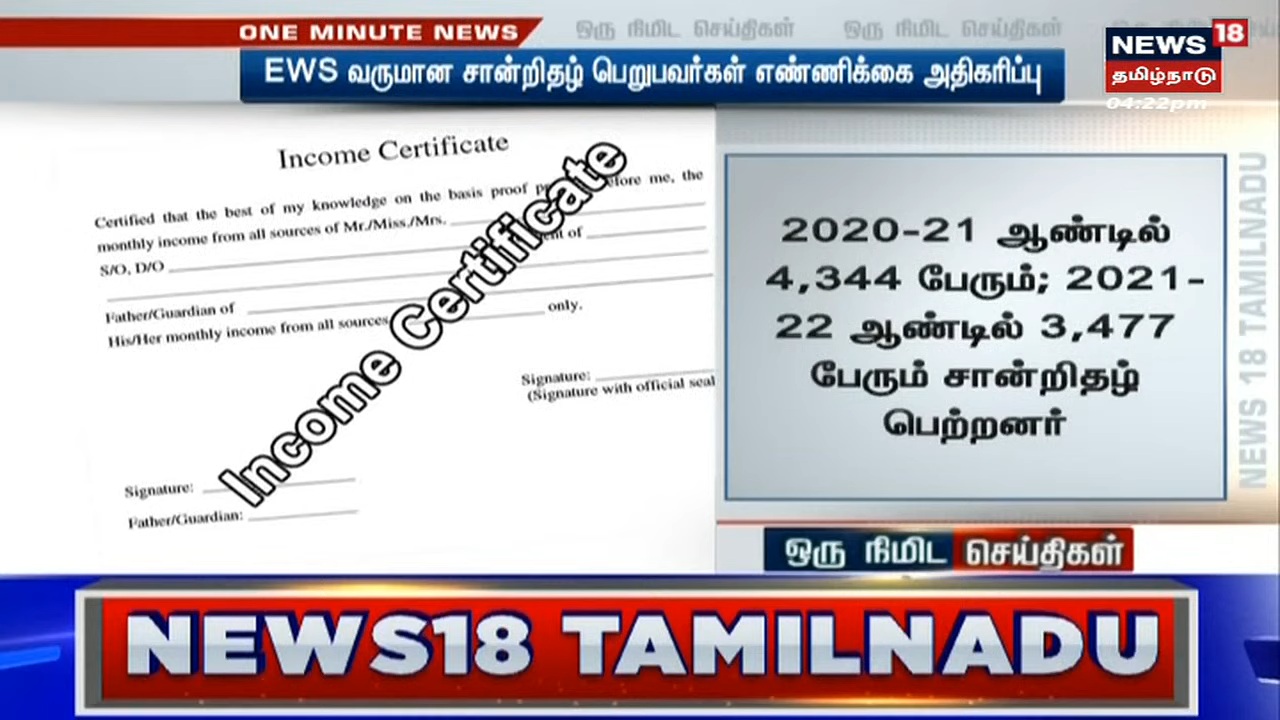 ONE MINUTE NEWS
ஒரு நிமிட செய்திகள் ஒரு நிமிட செய்திகள்
NEWS 18
தமிழ்நாடு
04:22pm
EWS வருமான சான்றிதழ் பெறுபவர்கள் எண்ணிக்கை அதிகரிப்பு
Income Certificate
Certified that the best of my knowledge on the basis proof before me, the
monthly income from all sources of Mr./Miss./Mrs.
S/O, D/O of
Father/Guardian of
His/Her monthly income from all sources only.
Signature:
(Signature with official seal
Signature:
Father/Guardian:
Income Certificate
2020-21 ஆண்டில்
4,344 பேரும்; 2021-
22 ஆண்டில் 3,477
பேரும் சான்றிதழ்
பெற்றனர்
NEWS 18 TAMILNADU
ஒரு நிமிட செய்திகள்
NEWS18 TAMILNADU